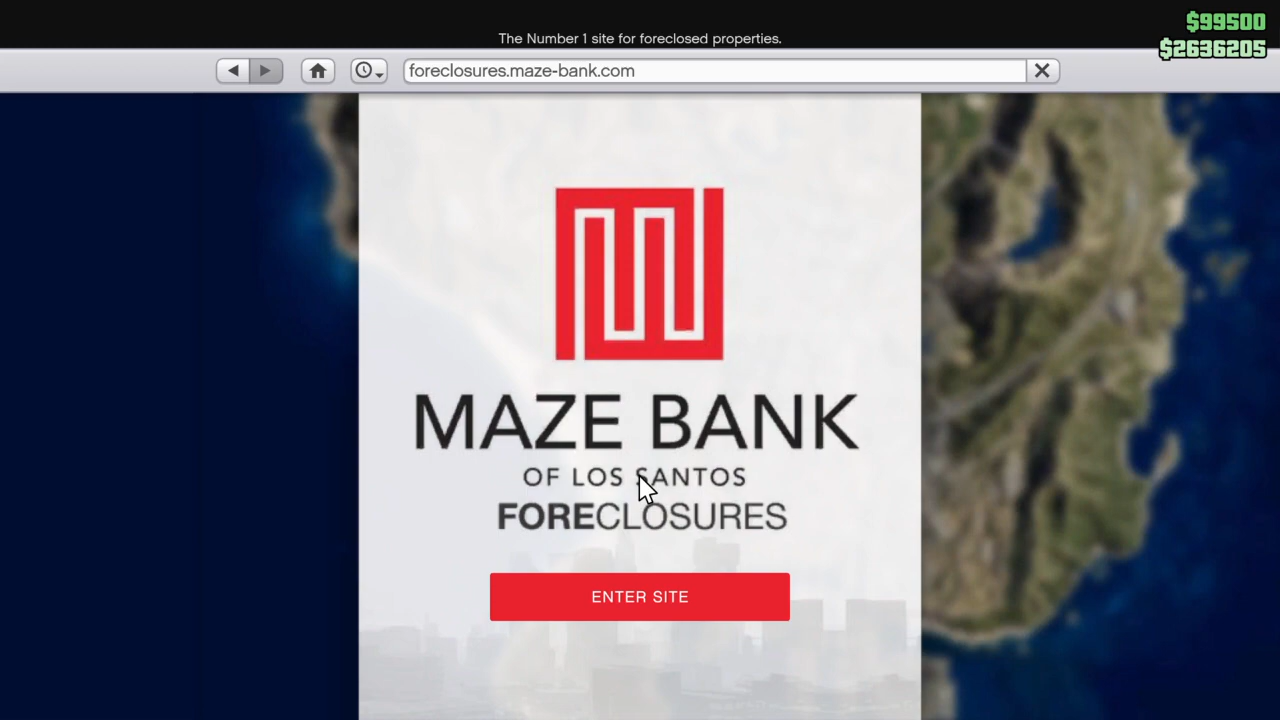 The Number 1 site for foreclosed properties.
$99500
$2636205
foreclosures.maze-bank.com
MAZE BANK
OF LOS SANTOS
FORECLOSURES
ENTER SITE